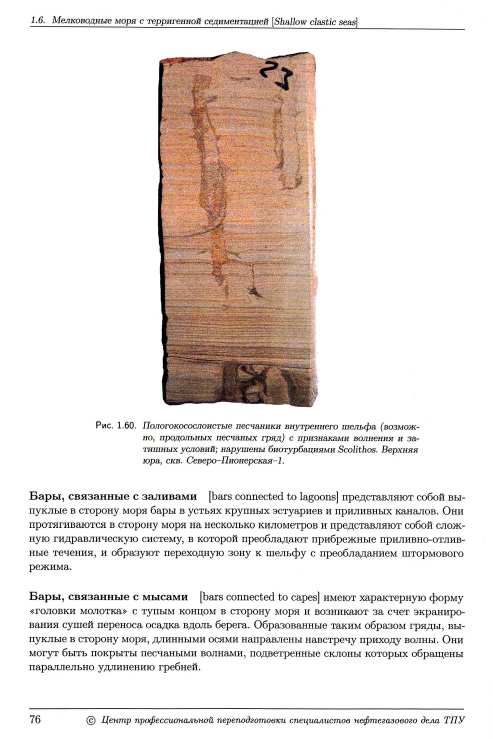 1.6. Мелководные моря с терригенной седиментацией [Shallow clastic seas]
23
Рис. 1.60. Пологокосослоистые песчаники внутреннего шельфа (возмож-
но, продольных песчаных гряд) с признаками волнения и за-
тишных условий; нарушены биотурбациями Scolithos. Верхняя
юра, скв. Северо–Пионерская–1.
Бары, связанные с заливами [bars connected to lagoons] представляют собой вы-
пуклые в сторону моря бары в устьях крупных эстуариев и приливных каналов. Они
протягиваются в сторону моря на несколько километров и представляют собой слож-
ную гидравлическую систему, в которой преобладают прибрежные приливно-отлив-
ные течения, и образуют переходную зону к шельфу с преобладанием штормового
режима.
Бары, связанные с мысами [bars connected to capes] имеют характерную форму
«головки молотка» с тупым концом в сторону моря и возникают за счет экраниро-
вания сушей переноса осадка вдоль берега. Образованные таким образом гряды, вы-
пуклые в сторону моря, длинными осями направлены навстречу приходу волны. Они
могут быть покрыты песчаными волнами, подветренные склоны которых обращены
параллельно удлинению гребней.
76 © Центр профессиональной переподготовки специалистов нефтегазового дела ТПУ